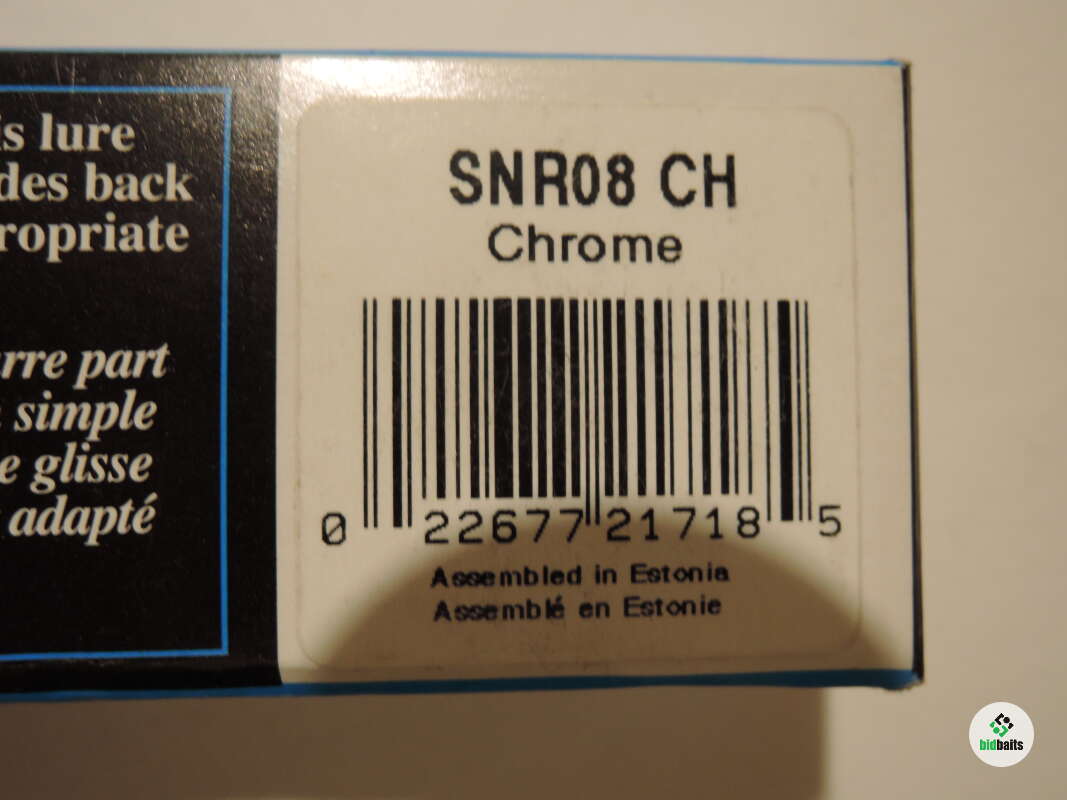 is lure
des back
ropriate
rre part
simple
e glisse
adapté
SNR08 CH
Chrome
0 22677 21718 5
Assembled in Estonia
Assemblé en Estonie
bidbaits